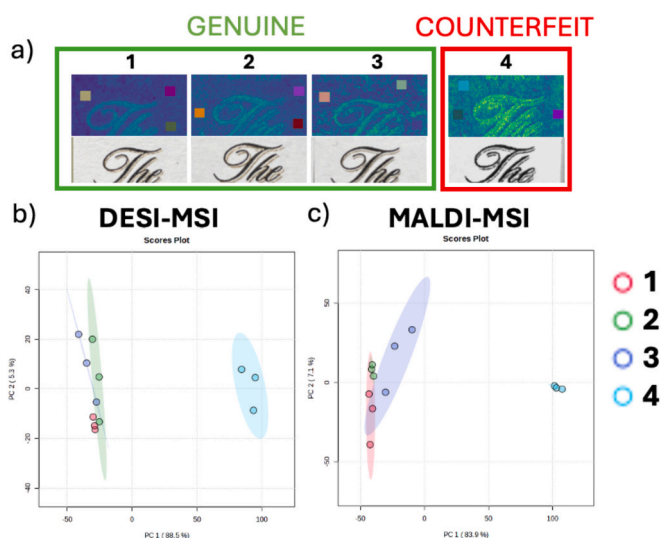 GENUINE
COUNTERFEIT
a)
1
2
3
4
The
The
The
The
b)
DESI-MSI
Scores Plot
PC 2 ( 5.3 %)
40
20
0
-20
-40
-50
0
50
100
PC 1 ( 88.5 %)
c)
MALDI-MSI
Scores Plot
PC 2 ( 7.1 %)
50
0
-50
-50
0
50
100
PC 1 ( 83.9 %)
1
2
3
4